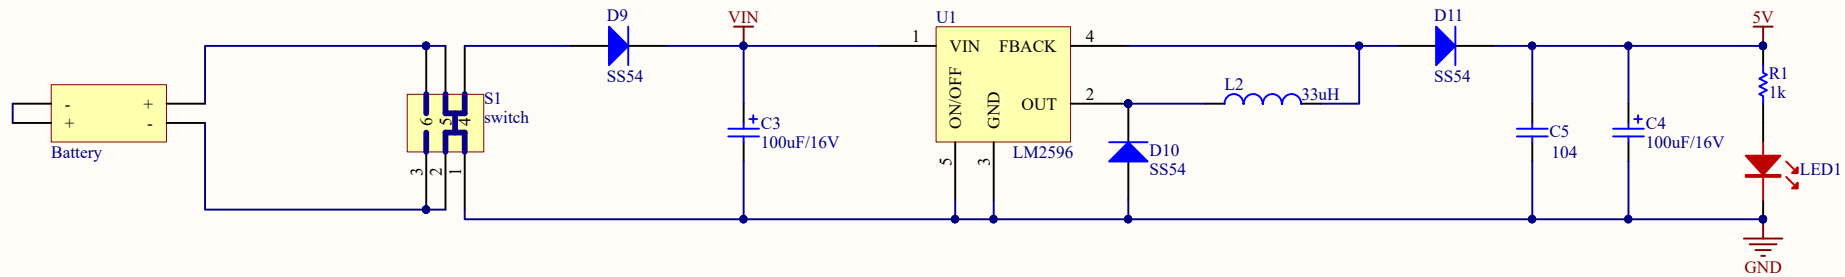 D9
VIN
U1
D11
5V
1
VIN
FBACK
4
SS54
SS54
R1
1k
-
+
+
-
Battery
S1
switch
6
5
4
3
2
1
C3
100uF/16V
ON/OFF
GND
OUT
2
L2
33uH
5
3
LM2596
D10
SS54
C5
104
C4
100uF/16V
LED1
GND